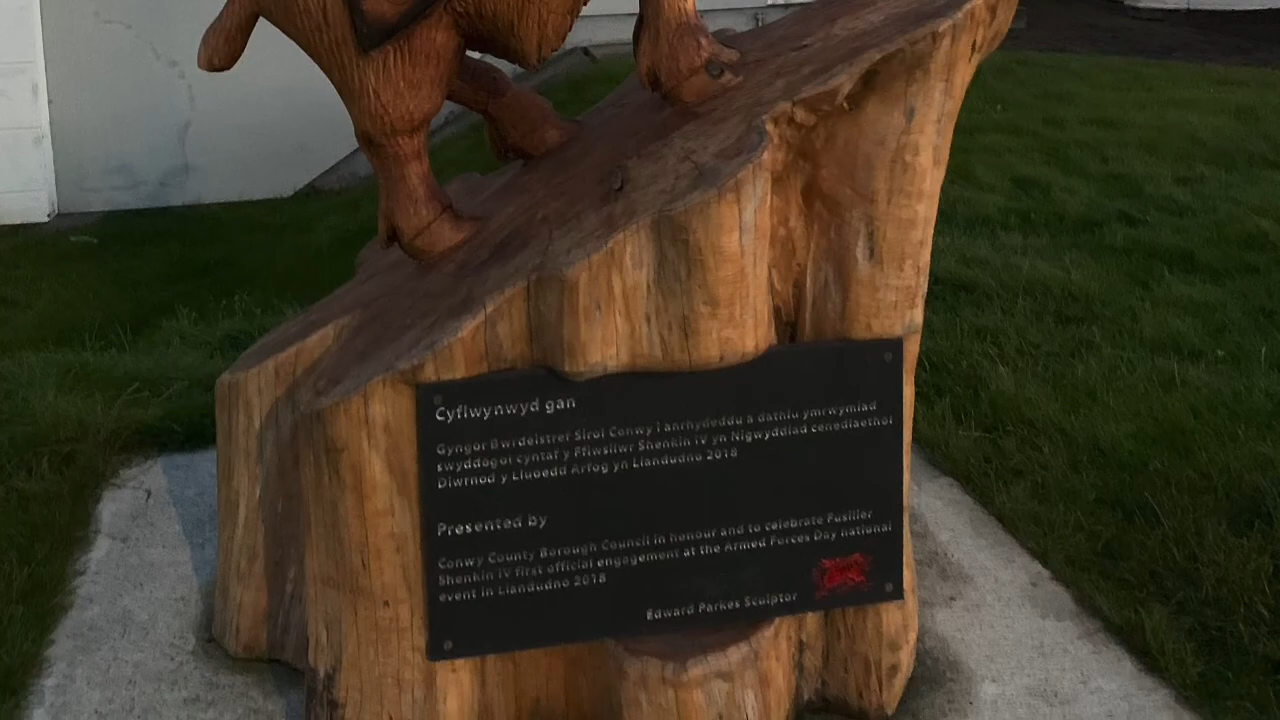 Cyflwynwyd gan
Gyngor Bwrdeistref Sirol Conwy i anrhydeddu a dathlu ymrwymiad
swyddogol cyntaf y Ffiwsilwr Shenkin IV yn Nigwyddiad cenedlaethol
Diwrnod y Lluoedd Arfog yn Llandudno 2018
Presented by
Conwy County Borough Council in honour and to celebrate Fusilier
Shenkin IV first official engagement at the Armed Forces Day national
event in Llandudno 2018
Edward Parkes Sculptor